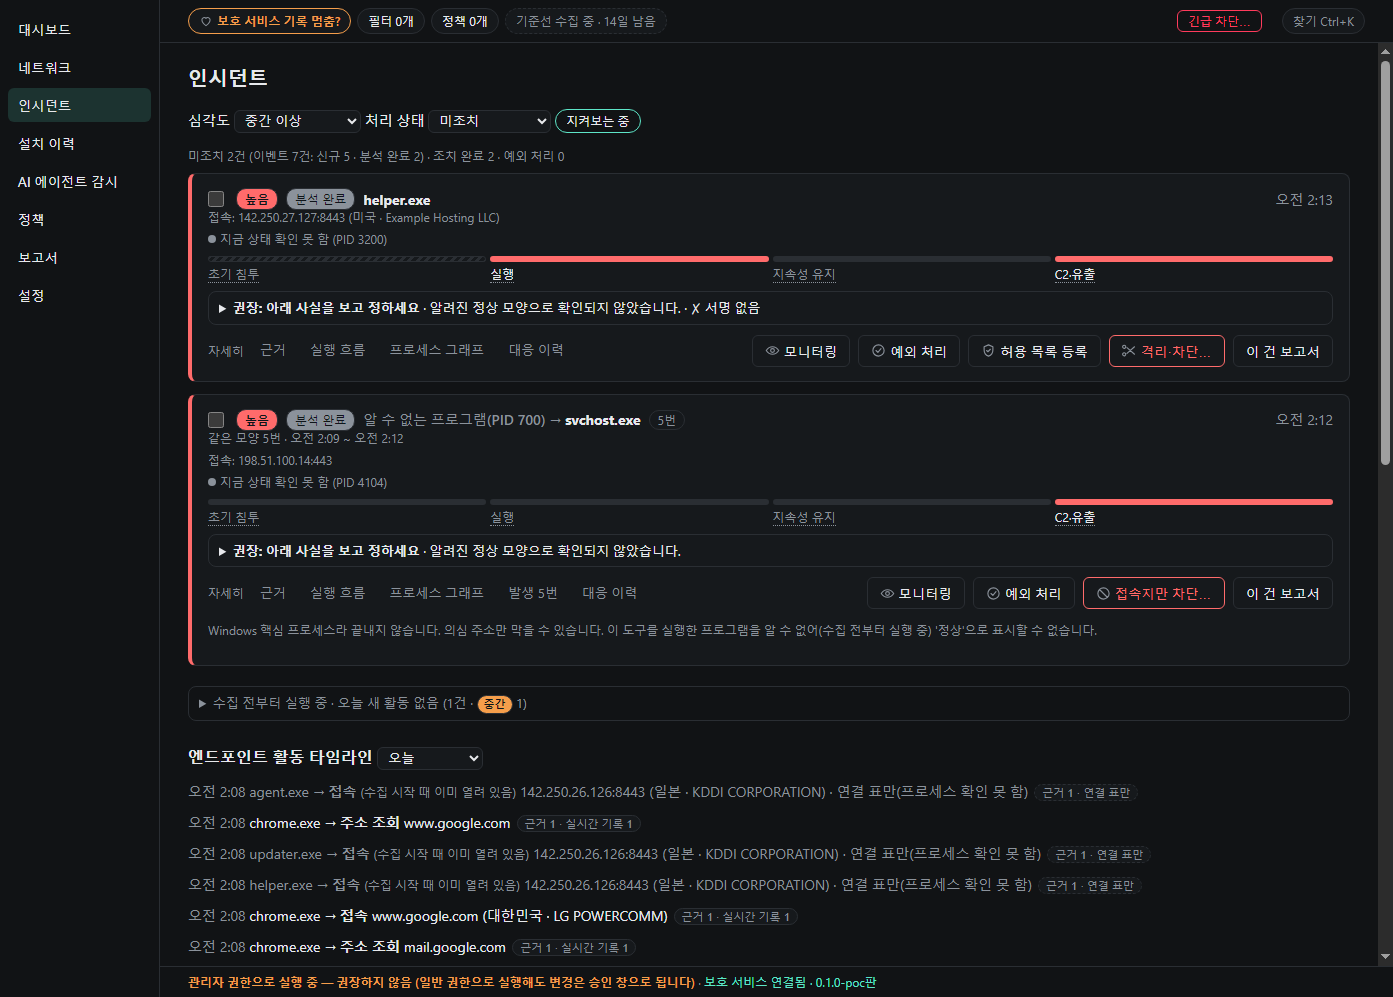 대시보드
네트워크
인시던트
설치 이력
AI 에이전트 감시
정책
보고서
설정
보호 서비스 기록 멈춤? 필터 0개 정책 0개 기준선 수집 중 · 14일 남음 긴급 차단... 찾기 Ctrl+K
인시던트
심각도 중간 이상 처리 상태 미조치 지켜보는 중
미조치 2건 (이벤트 7건: 신규 5 · 분석 완료 2) · 조치 완료 2 · 예외 처리 0
높음 분석 완료 helper.exe 오전 2:13
접속: 142.250.27.127:8443 (미국 · Example Hosting LLC)
지금 상태 확인 못 함 (PID 3200)
초기 침투 실행 지속성 유지 C2·유출
▶ 권장: 아래 사실을 보고 정하세요 · 알려진 정상 모양으로 확인되지 않았습니다. · ✗ 서명 없음
자세히 근거 실행 흐름 프로세스 그래프 대응 이력 모니터링 예외 처리 허용 목록 등록 격리·차단... 이 건 보고서
높음 분석 완료 알 수 없는 프로그램(PID 700) → svchost.exe 5번 오전 2:12
같은 모양 5번 · 오전 2:09 ~ 오전 2:12
접속: 198.51.100.14:443
지금 상태 확인 못 함 (PID 4104)
초기 침투 실행 지속성 유지 C2·유출
▶ 권장: 아래 사실을 보고 정하세요 · 알려진 정상 모양으로 확인되지 않았습니다.
자세히 근거 실행 흐름 프로세스 그래프 발생 5번 대응 이력 모니터링 예외 처리 접속지만 차단... 이 건 보고서
Windows 핵심 프로세스라 끝내지 않습니다. 의심 주소만 막을 수 있습니다. 이 도구를 실행한 프로그램을 알 수 없어(수집 전부터 실행 중) '정상'으로 표시할 수 없습니다.
▶ 수집 전부터 실행 중 · 오늘 새 활동 없음 (1건 · 중간 1)
엔드포인트 활동 타임라인 오늘
오전 2:08 agent.exe → 접속 (수집 시작 때 이미 열려 있음) 142.250.26.126:8443 (일본 · KDDI CORPORATION) · 연결 표만(프로세스 확인 못 함) 근거 1 · 연결 표만
오전 2:08 chrome.exe → 주소 조회 www.google.com 근거 1 · 실시간 기록 1
오전 2:08 updater.exe → 접속 (수집 시작 때 이미 열려 있음) 142.250.26.126:8443 (일본 · KDDI CORPORATION) · 연결 표만(프로세스 확인 못 함) 근거 1 · 연결 표만
오전 2:08 helper.exe → 접속 (수집 시작 때 이미 열려 있음) 142.250.26.126:8443 (일본 · KDDI CORPORATION) · 연결 표만(프로세스 확인 못 함) 근거 1 · 연결 표만
오전 2:08 chrome.exe → 접속 www.google.com (대한민국 · LG POWERCOMM) 근거 1 · 실시간 기록 1
오전 2:08 chrome.exe → 주소 조회 mail.google.com 근거 1 · 실시간 기록 1
관리자 권한으로 실행 중 — 권장하지 않음 (일반 권한으로 실행해도 변경은 승인 창으로 됩니다) · 보호 서비스 연결됨 · 0.1.0-poc판